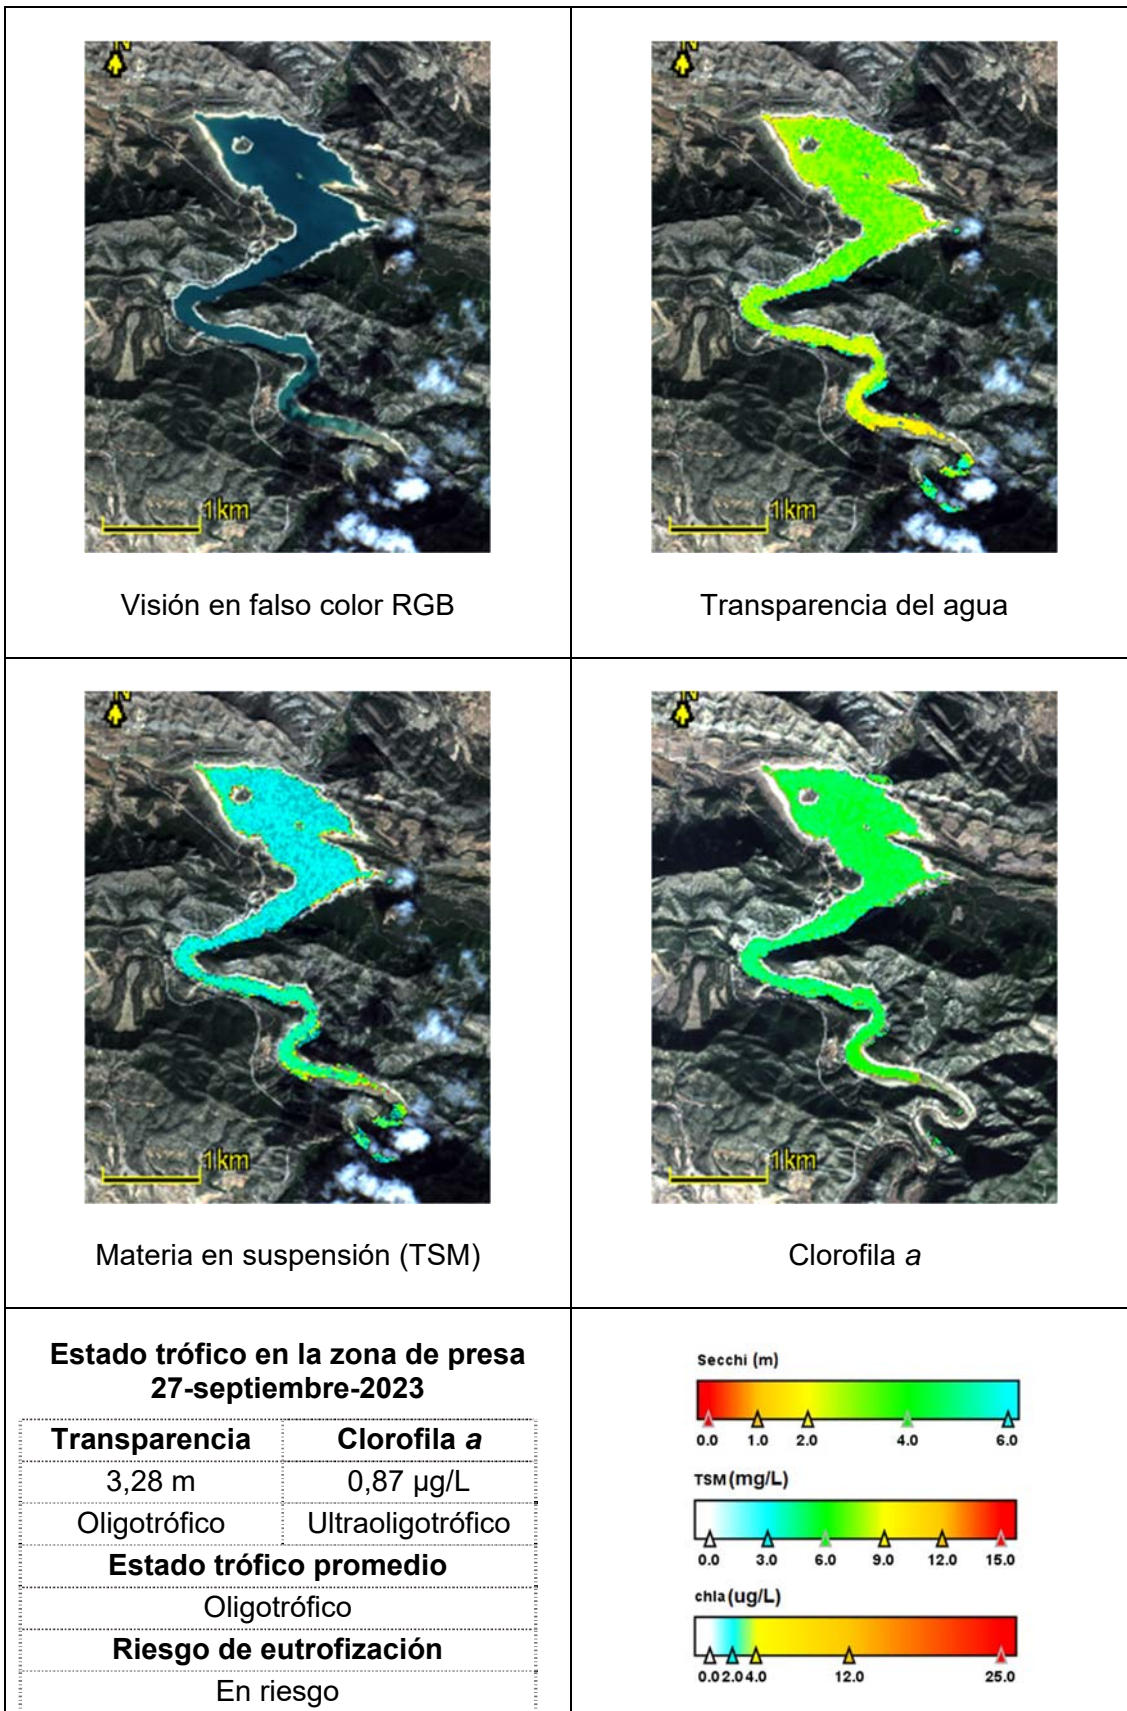 N
1km
Visión en falso color RGB
N
1km
Transparencia del agua
N
1km
Materia en suspensión (TSM)
N
1km
Clorofila a
Estado trófico en la zona de presa
27-septiembre-2023
Transparencia Clorofila a
3,28 m 0,87 µg/L
Oligotrófico Ultraoligotrófico
Estado trófico promedio
Oligotrófico
Riesgo de eutrofización
En riesgo
Secchi (m)
0.0 1.0 2.0 4.0 6.0
TSM (mg/L)
0.0 3.0 6.0 9.0 12.0 15.0
chla (ug/L)
0.0 2.0 4.0 12.0 25.0